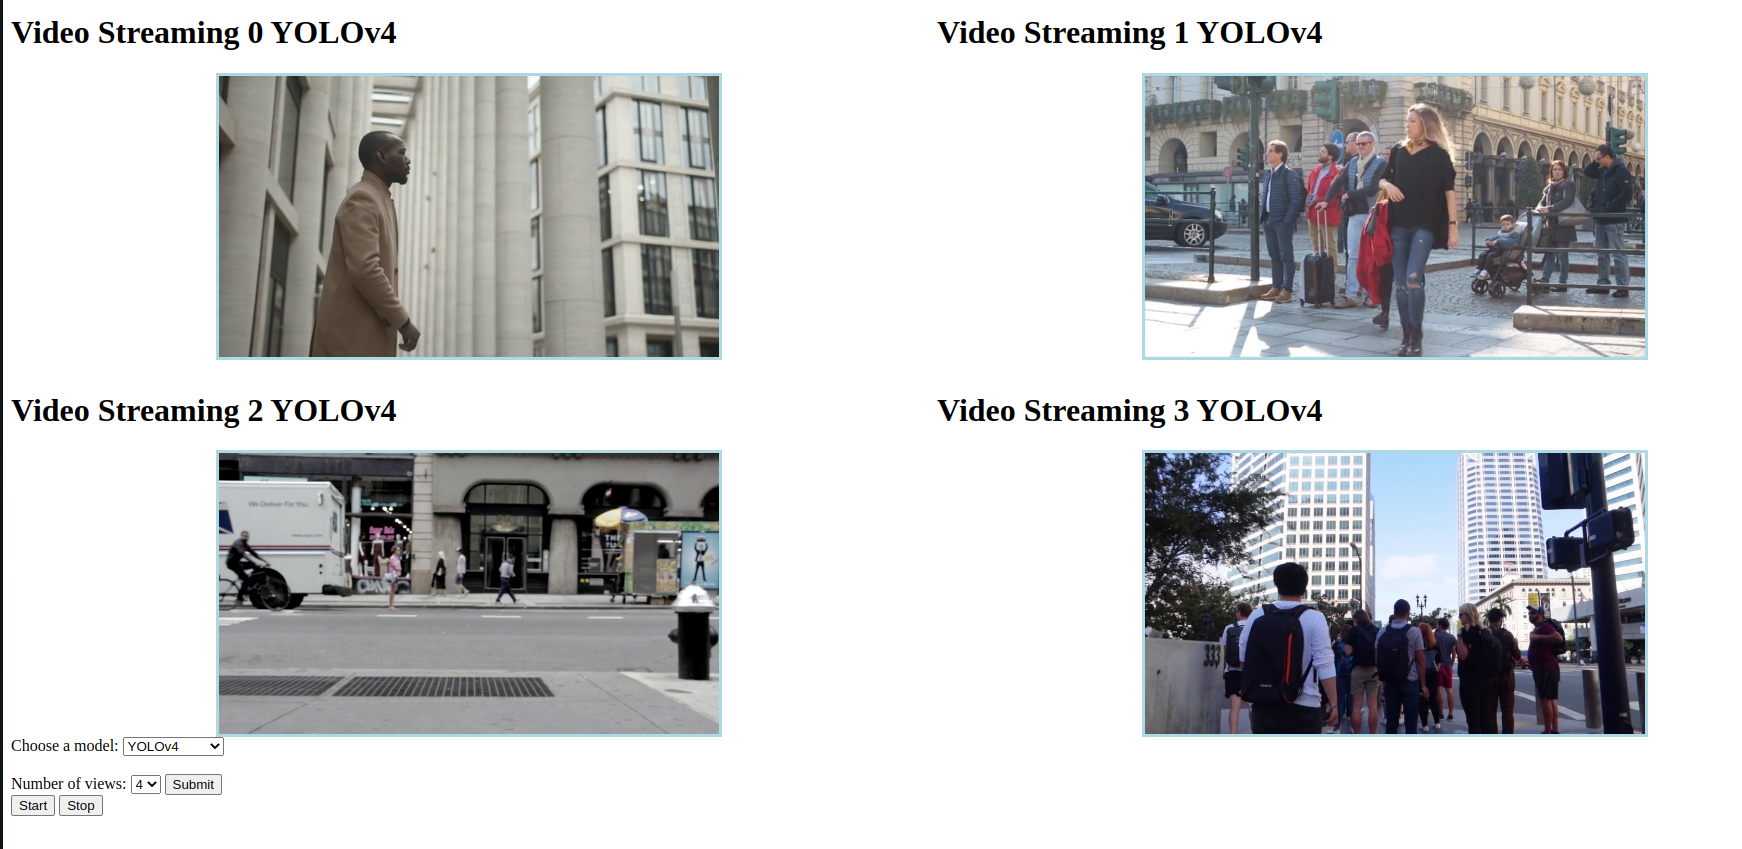 Video Streaming 0 YOLOv4
Video Streaming 1 YOLOv4
Video Streaming 2 YOLOv4
We Deliver For You
Video Streaming 3 YOLOv4
333
Choose a model: YOLOv4
Number of views: 4 Submit
Start Stop